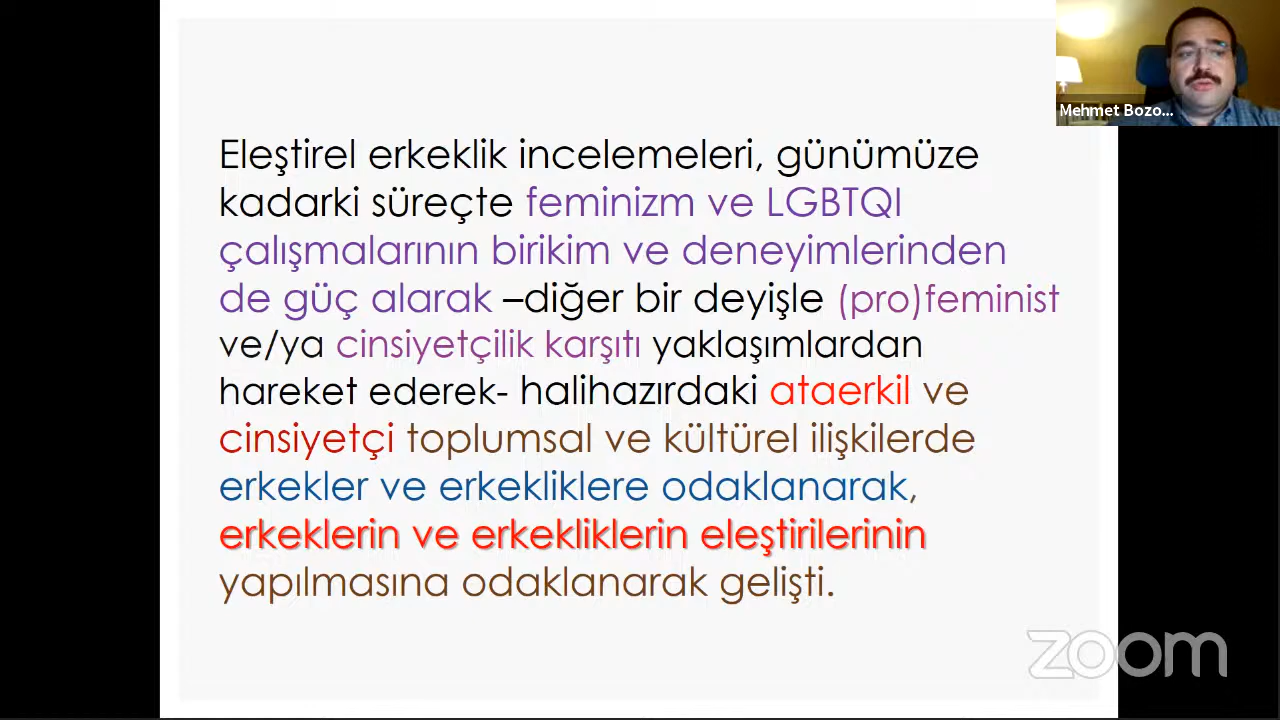 Eleştirel erkeklik incelemeleri, günümüze
kadarki süreçte feminizm ve LGBTQI
çalışmalarının birikim ve deneyimlerinden
de güç alarak –diğer bir deyişle (pro)feminist
ve/ya cinsiyetçilik karşıtı yaklaşımlardan
hareket ederek- halihazırdaki ataerkil ve
cinsiyetçi toplumsal ve kültürel ilişkilerde
erkekler ve erkekliklere odaklanarak,
erkeklerin ve erkekliklerin eleştirilerinin
yapılmasına odaklanarak gelişti.
Mehmet Bozo...
zoom